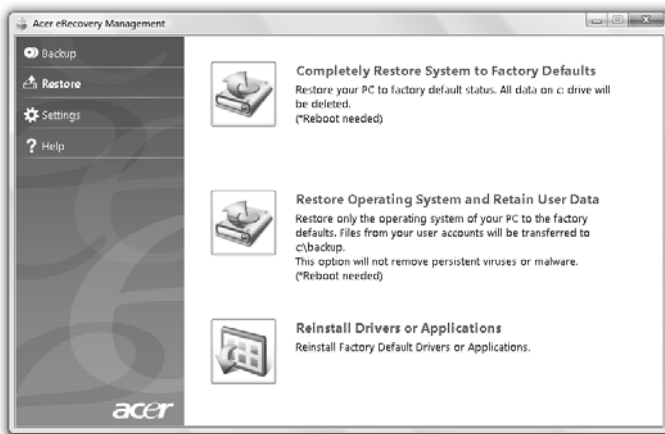 Acer eRecovery Management
Backup
Restore
Settings
? Help
Completely Restore System to Factory Defaults
Restore your PC to factory default status. All data on c: drive will
be deleted.
(*Reboot needed)
Restore Operating System and Retain User Data
Restore only the operating system of your PC to the factory
defaults. Files from your user accounts will be transferred to
c:\backup.
This option will not remove persistent viruses or malware.
(*Reboot needed)
Reinstall Drivers or Applications
Reinstall Factory Default Drivers or Applications.
acer